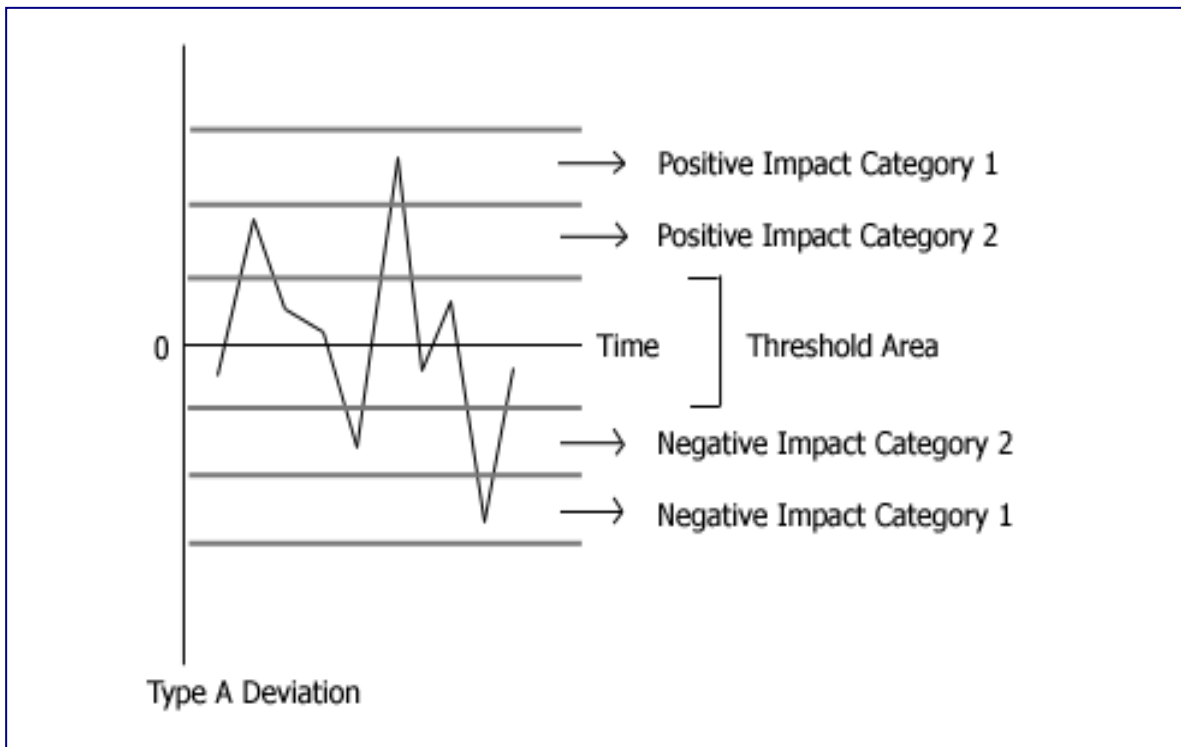 Positive Impact Category 1
Positive Impact Category 2
0
Time
Threshold Area
Negative Impact Category 2
Negative Impact Category 1
Type A Deviation